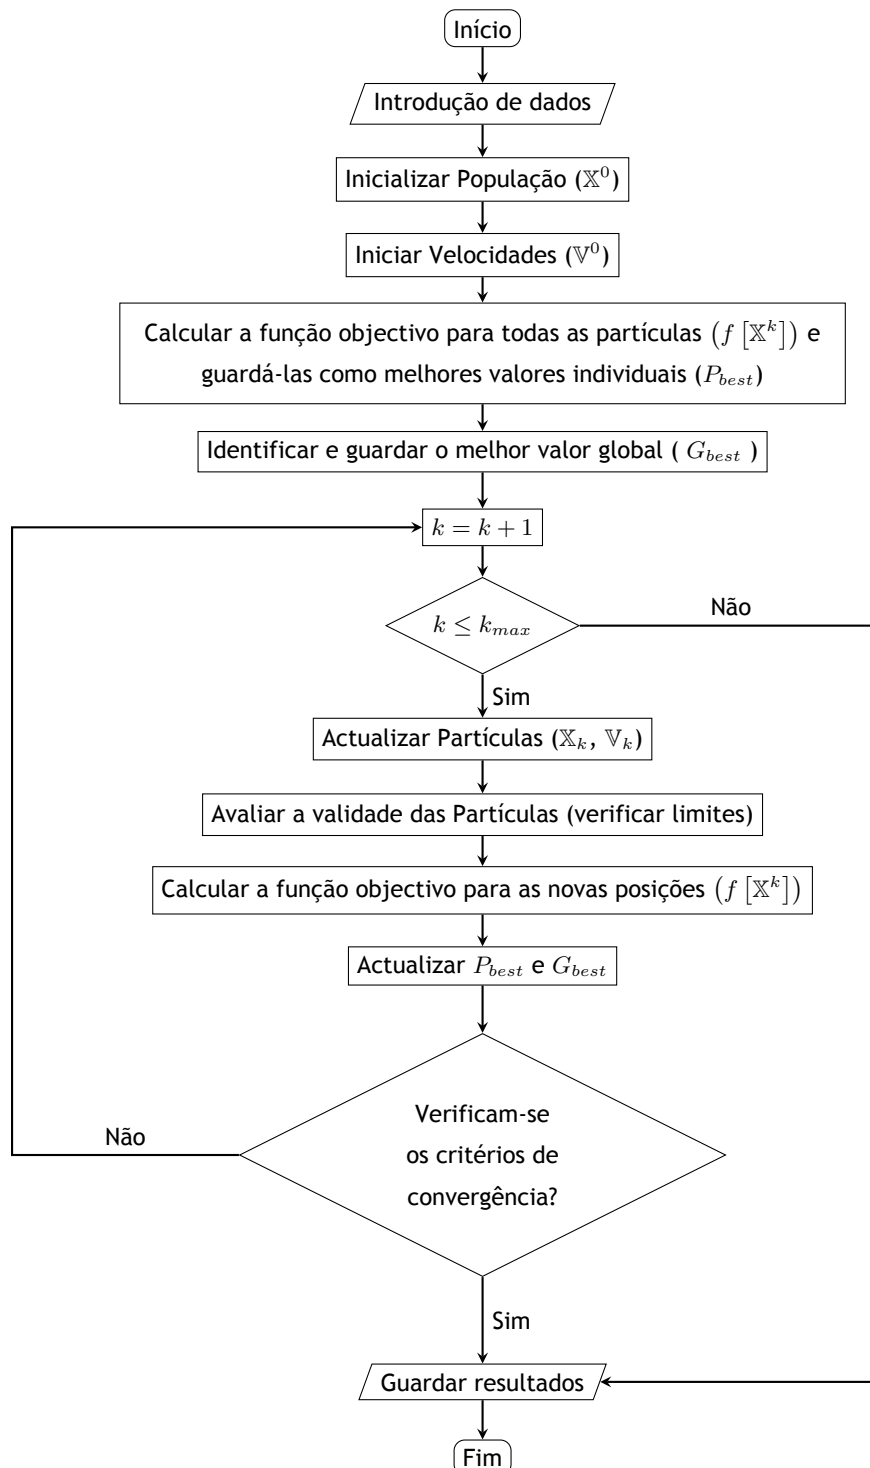 Início
Introdução de dados
Inicializar População (𝕏⁰)
Iniciar Velocidades (𝕍⁰)
Calcular a função objectivo para todas as partículas (f [𝕏ᵏ]) e
guardá-las como melhores valores individuais (P_best)
Identificar e guardar o melhor valor global ( G_best )
k = k + 1
k ≤ k_max
Não
Sim
Actualizar Partículas (𝕏_k, 𝕍_k)
Avaliar a validade das Partículas (verificar limites)
Calcular a função objectivo para as novas posições (f [𝕏ᵏ])
Actualizar P_best e G_best
Verificam-se
os critérios de
convergência?
Não
Sim
Guardar resultados
Fim